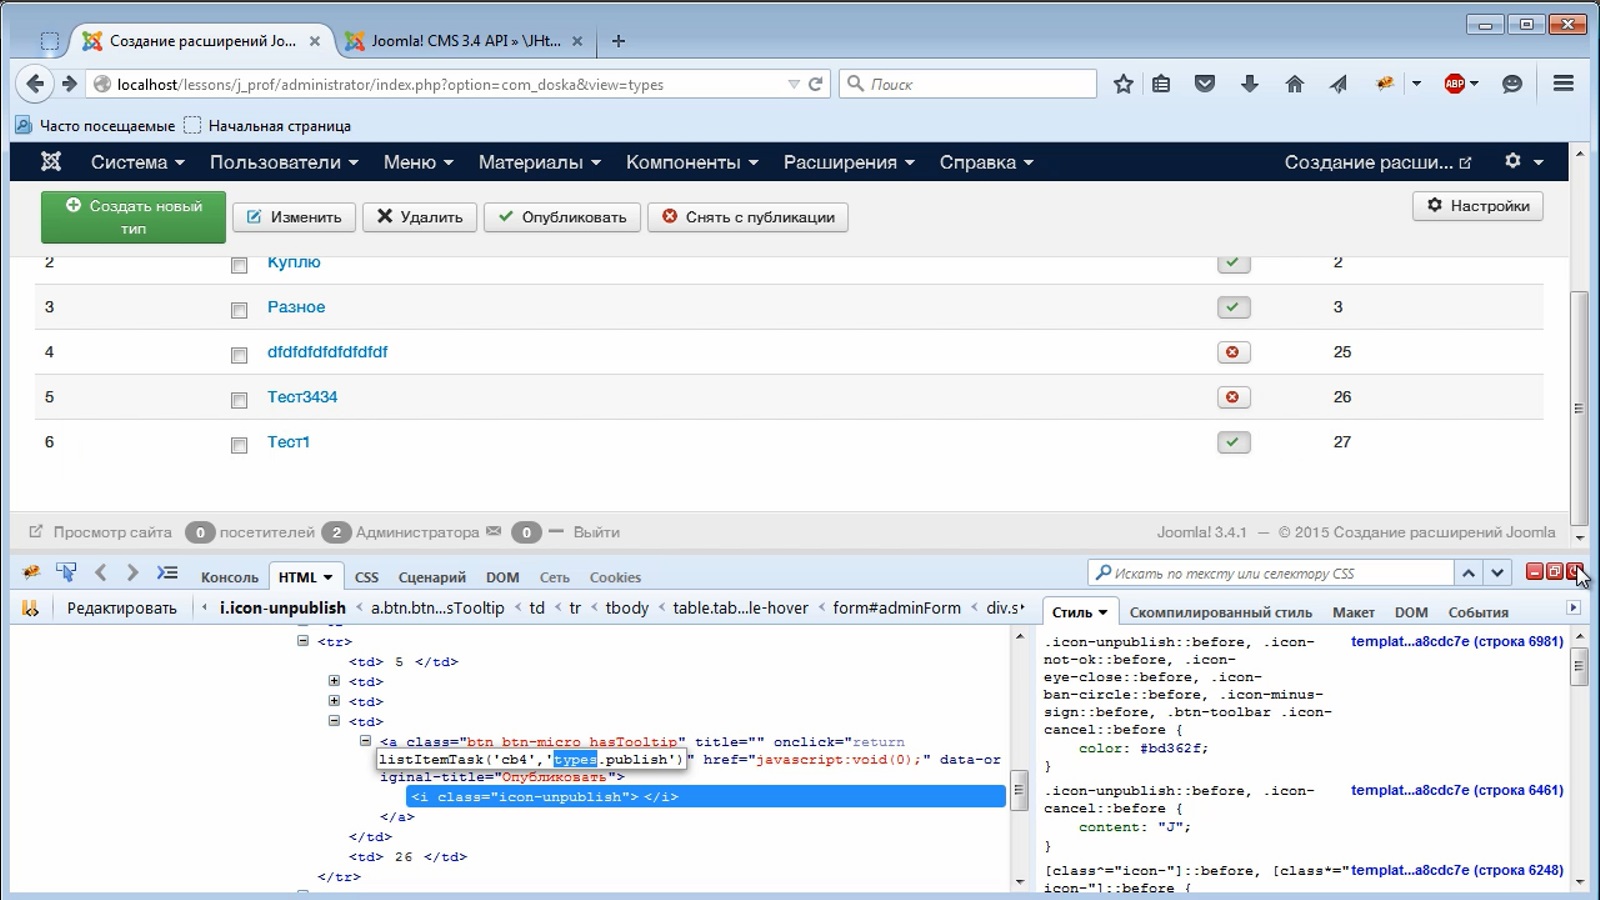 Создание расширений Jo...
Joomla! CMS 3.4 API » \JHt...
localhost/lessons/j_prof/administrator/index.php?option=com_doska&view=types
Поиск
ABP
Часто посещаемые
Начальная страница
Система
Пользователи
Меню
Материалы
Компоненты
Расширения
Справка
Создание расши...
Создать новый
тип
Изменить
Удалить
Опубликовать
Снять с публикации
Настройки
2 Куплю 2
3 Разное 3
4 dfdfdfdfdfdfdfdf 25
5 Тест3434 26
6 Тест1 27
Просмотр сайта 0 посетителей 2 Администратора 0 — Выйти
Joomla! 3.4.1 — © 2015 Создание расширений Joomla
Консоль HTML CSS Сценарий DOM Сеть Cookies
Искать по тексту или селектору CSS
Редактировать i.icon-unpublish < a.btn.btn...sTooltip < td < tr < tbody < table.tab...le-hover < form#adminForm < div.s
Стиль Скомпилированный стиль Макет DOM События
<tr>
<td> 5 </td>
<td>
<td>
<td>
<a class="btn btn-micro hasTooltip" title="" onclick="return
listItemTask('cb4','types.publish')" href="javascript:void(0);" data-or
iginal-title="Опубликовать">
<i class="icon-unpublish"> </i>
</a>
</td>
<td> 26 </td>
</tr>
.icon-unpublish::before, .icon- templat...a8cdc7e (строка 6981)
not-ok::before, .icon-
eye-close::before, .icon-
ban-circle::before, .icon-minus-
sign::before, .btn-toolbar .icon-
cancel::before {
color: #bd362f;
}
.icon-unpublish::before, .icon- templat...a8cdc7e (строка 6461)
cancel::before {
content: "J";
}
[class^="icon-"]::before, [class*=" templat...a8cdc7e (строка 6248)
icon-"]::before {